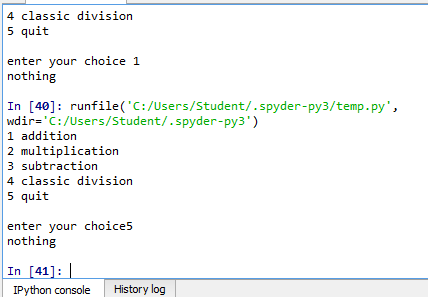 4 classic division
5 quit
enter your choice 1
nothing
In [40]: runfile('C:/Users/Student/.spyder-py3/temp.py',
wdir='C:/Users/Student/.spyder-py3')
1 addition
2 multiplication
3 subtraction
4 classic division
5 quit
enter your choice5
nothing
In [41]:
IPython console History log